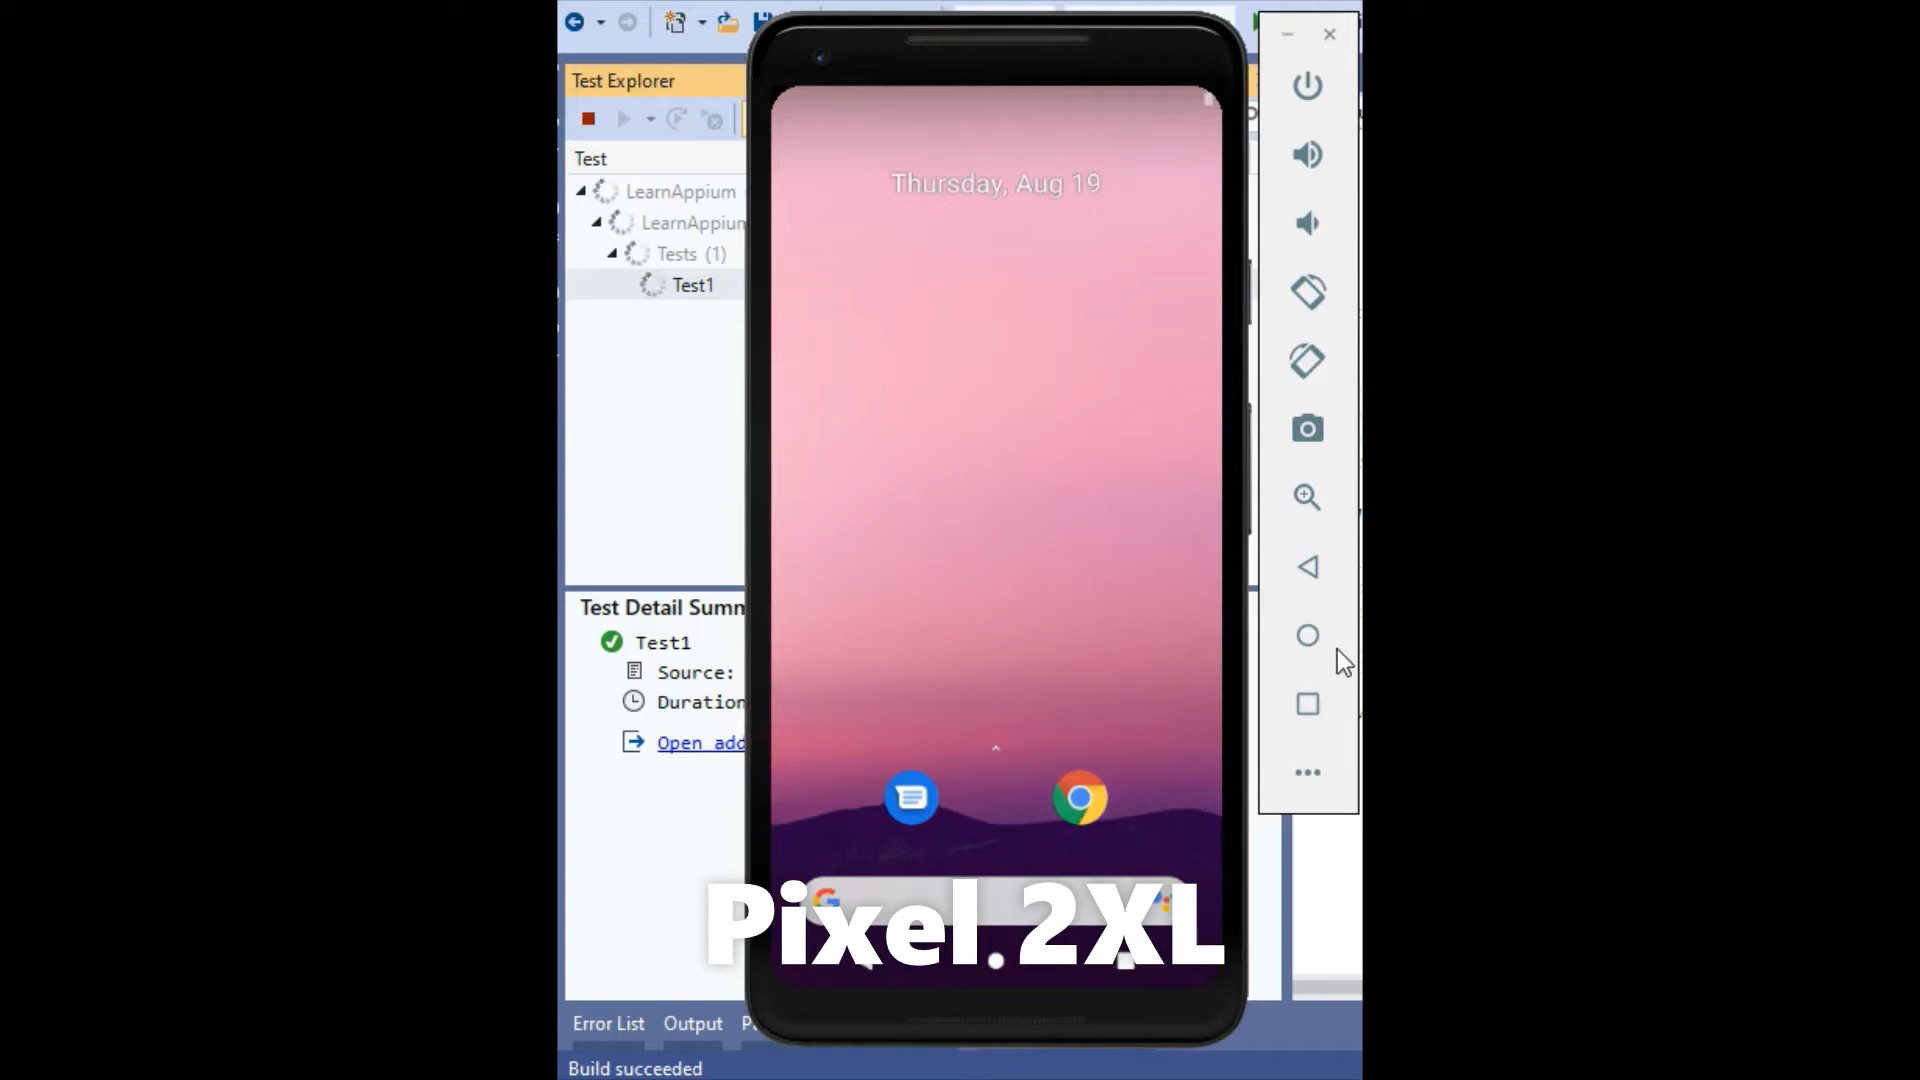 Test Explorer
Test
LearnAppium
LearnAppium
Tests (1)
Test1
Test Detail Summ
Test1
Source:
Duration
Open add
Thursday, Aug 19
Pixel 2XL
Error List Output
Build succeeded